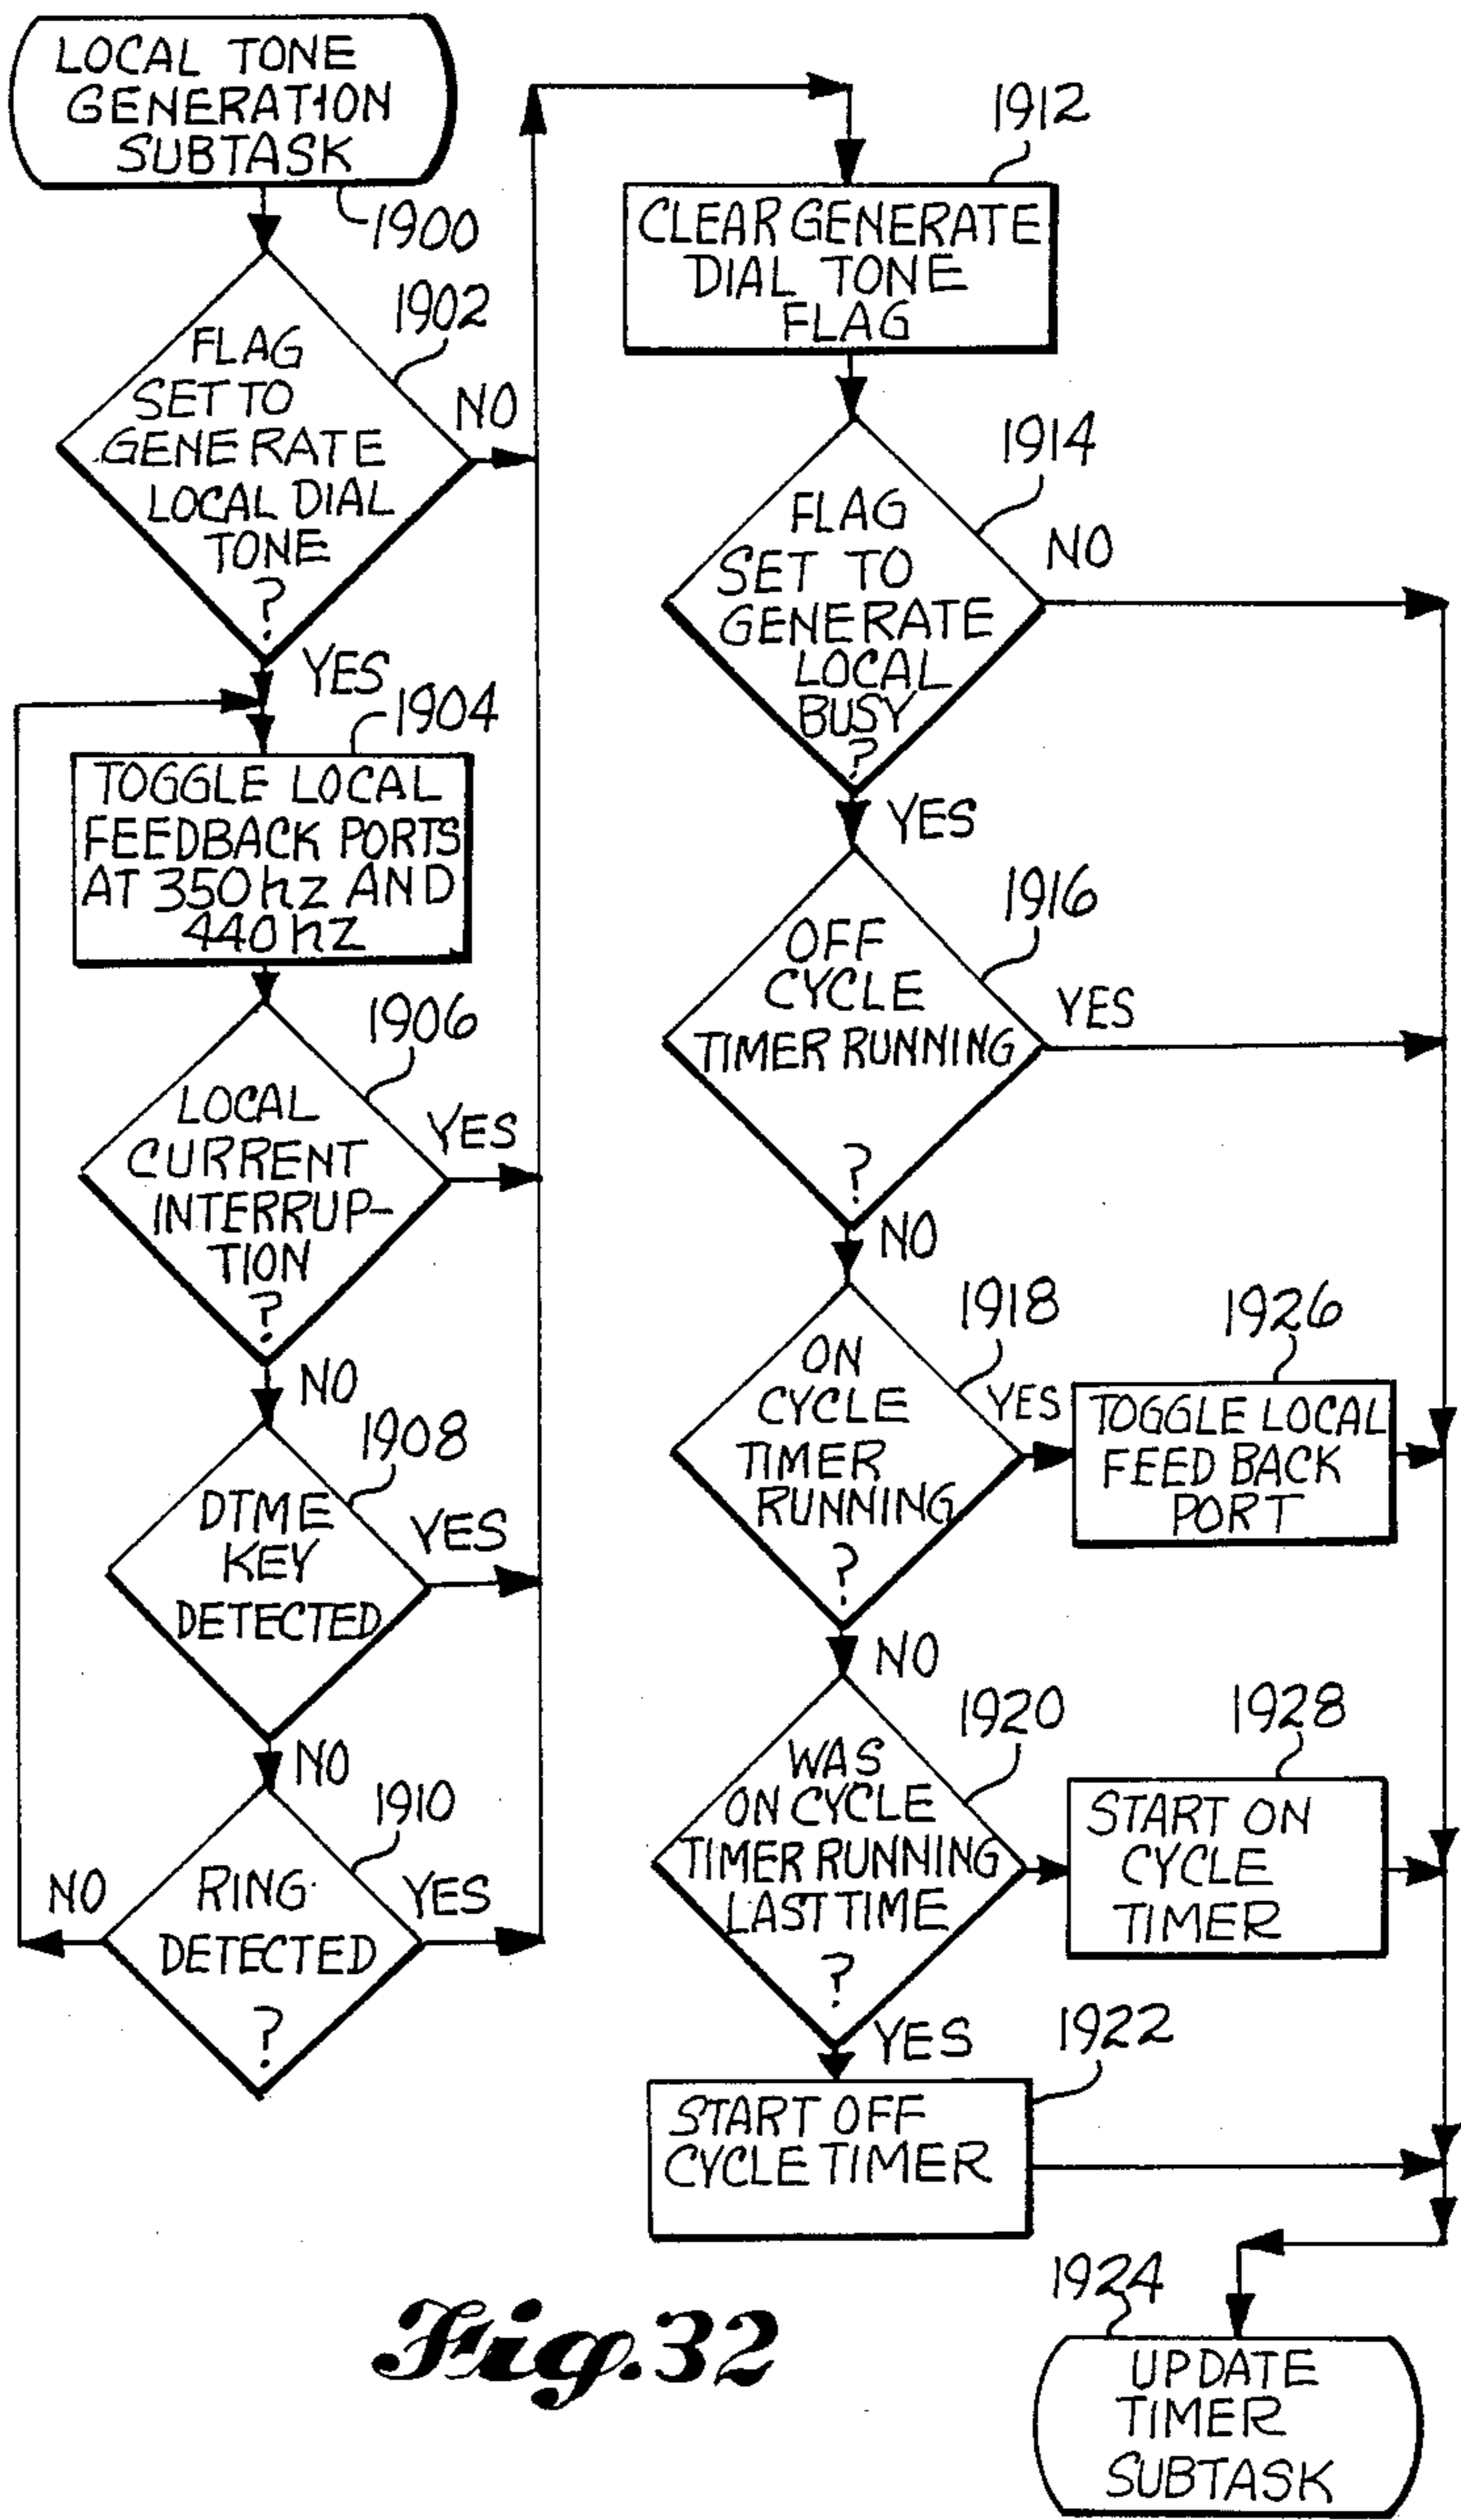 LOCAL TONE
GENERATION
SUBTASK
1900
1902
FLAG
SET TO
GENERATE
LOCAL DIAL
TONE
?
NO
YES
1904
TOGGLE LOCAL
FEEDBACK PORTS
AT 350hz AND
440hz
1906
LOCAL
CURRENT
INTERRUP-
TION
?
YES
NO
1908
DTME
KEY
DETECTED
YES
NO
1910
RING
DETECTED
?
NO
YES
1912
CLEAR GENERATE
DIAL TONE
FLAG
1914
FLAG
SET TO
GENERATE
LOCAL
BUSY
?
NO
YES
1916
OFF
CYCLE
TIMER RUNNING
?
YES
NO
1918
ON
CYCLE
TIMER
RUNNING
?
YES
1926
TOGGLE LOCAL
FEED BACK
PORT
NO
1920
WAS
ON CYCLE
TIMER RUNNING
LAST TIME
?
1928
START ON
CYCLE
TIMER
YES
1922
START OFF
CYCLE TIMER
1924
UPDATE
TIMER
SUBTASK
Fig. 32